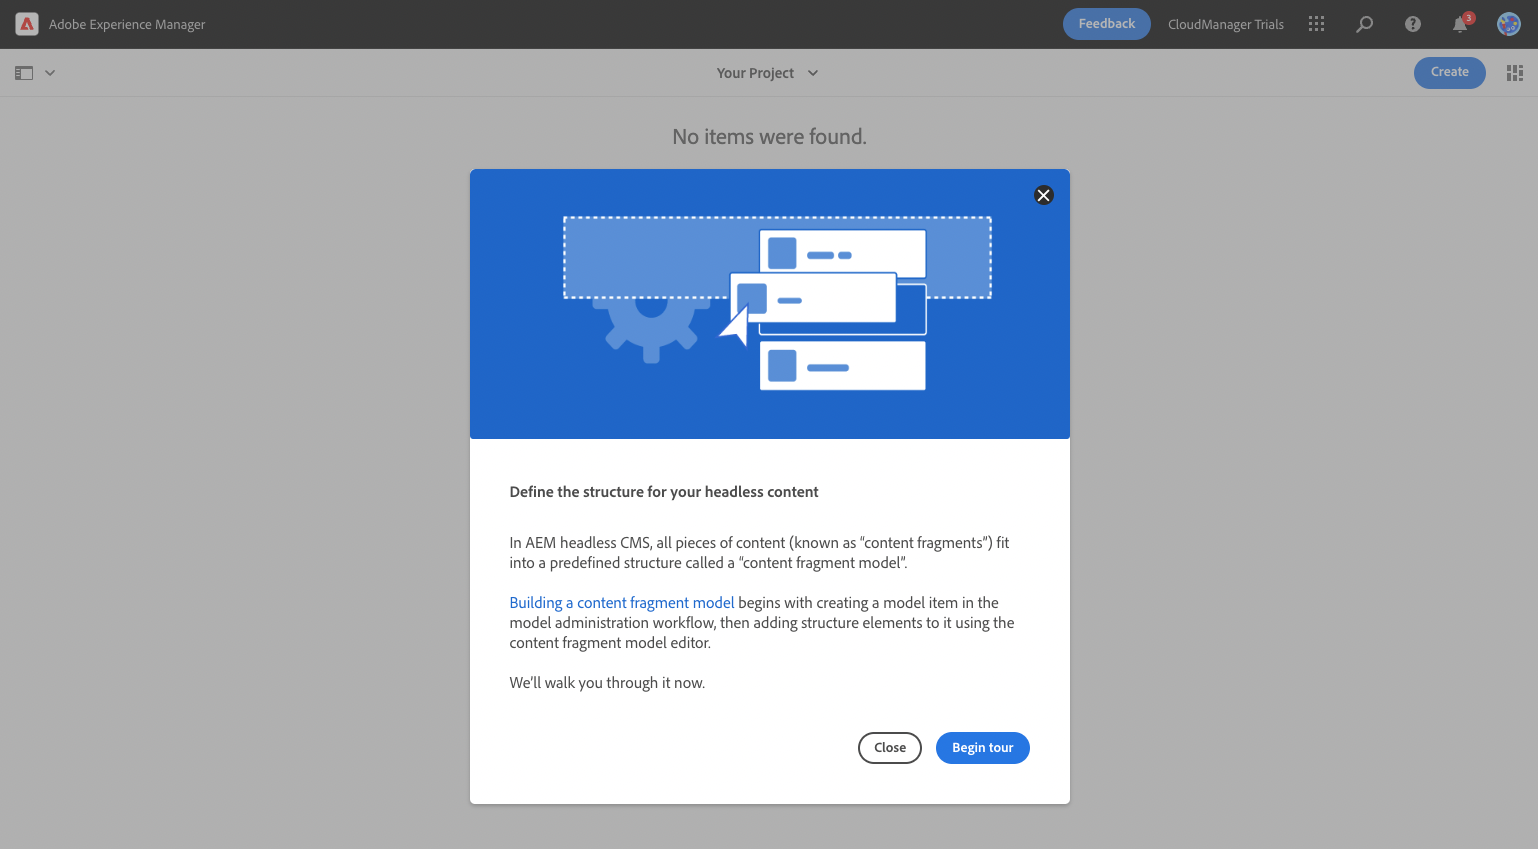 Adobe Experience Manager
Feedback
CloudManager Trials
3
Your Project
Create
No items were found.
Define the structure for your headless content
In AEM headless CMS, all pieces of content (known as “content fragments”) fit
into a predefined structure called a “content fragment model”.
Building a content fragment model begins with creating a model item in the
model administration workflow, then adding structure elements to it using the
content fragment model editor.
We’ll walk you through it now.
Close
Begin tour